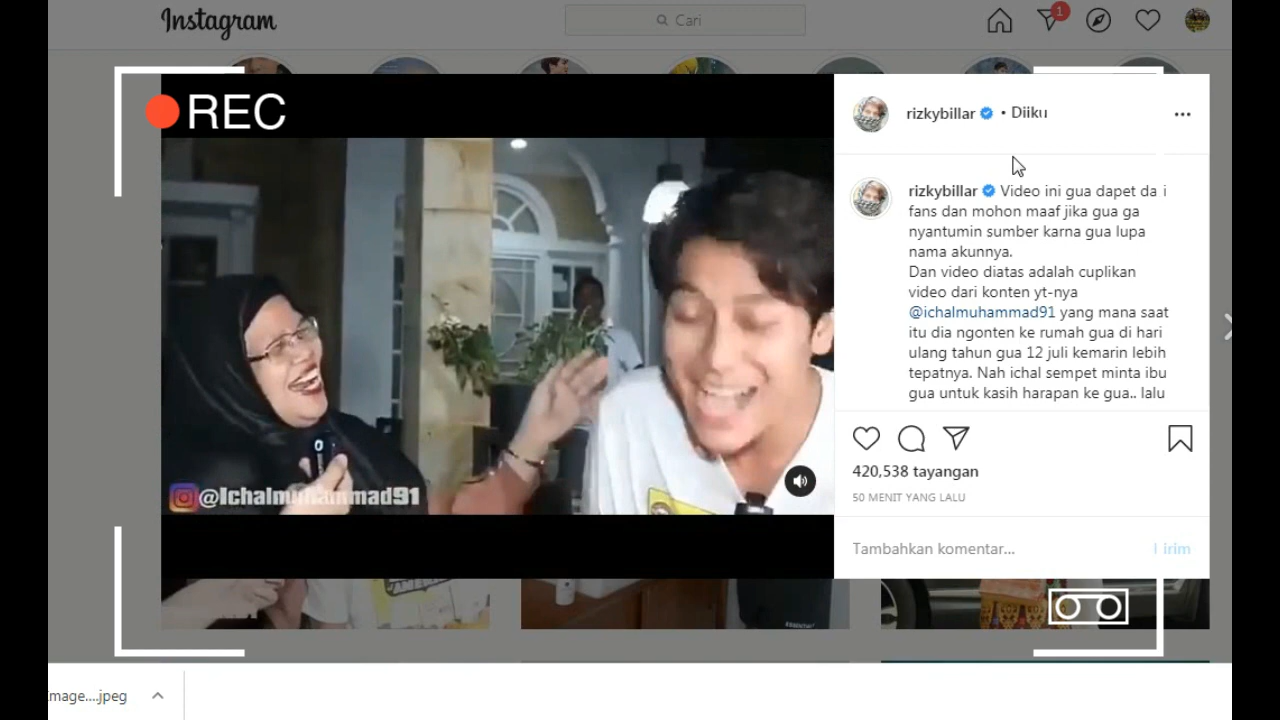 Instagram
Cari
1
REC
rizkybillar • Diiku
rizkybillar Video ini gua dapet da i
fans dan mohon maaf jika gua ga
nyantumin sumber karna gua lupa
nama akunnya.
Dan video diatas adalah cuplikan
video dari konten yt-nya
@ichalmuhammad91 yang mana saat
itu dia ngonten ke rumah gua di hari
ulang tahun gua 12 juli kemarin lebih
tepatnya. Nah ichal sempet minta ibu
gua untuk kasih harapan ke gua.. lalu
@Ichalmuhammad91
420,538 tayangan
50 MENIT YANG LALU
Tambahkan komentar...
irim
mage....jpeg